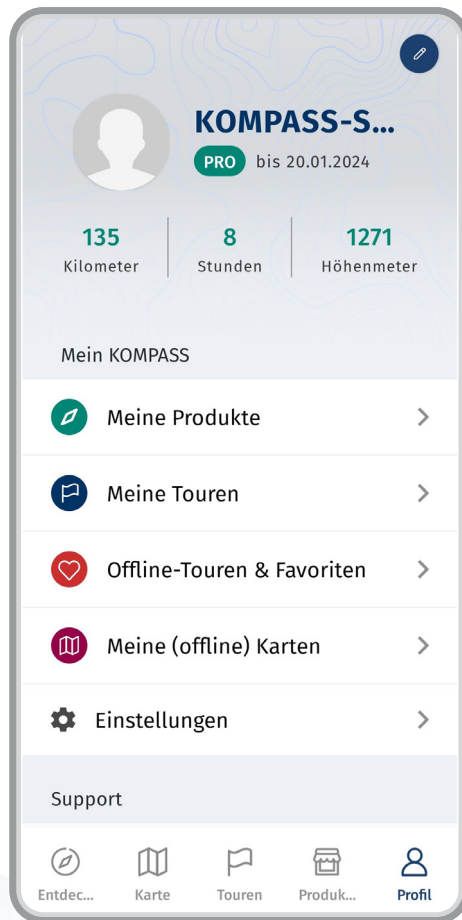 KOMPASS-S...
PRO bis 20.01.2024
135 8 1271
Kilometer Stunden Höhenmeter
Mein KOMPASS
Meine Produkte
Meine Touren
Offline-Touren & Favoriten
Meine (offline) Karten
Einstellungen
Support
Entdec... Karte Touren Produk... Profil